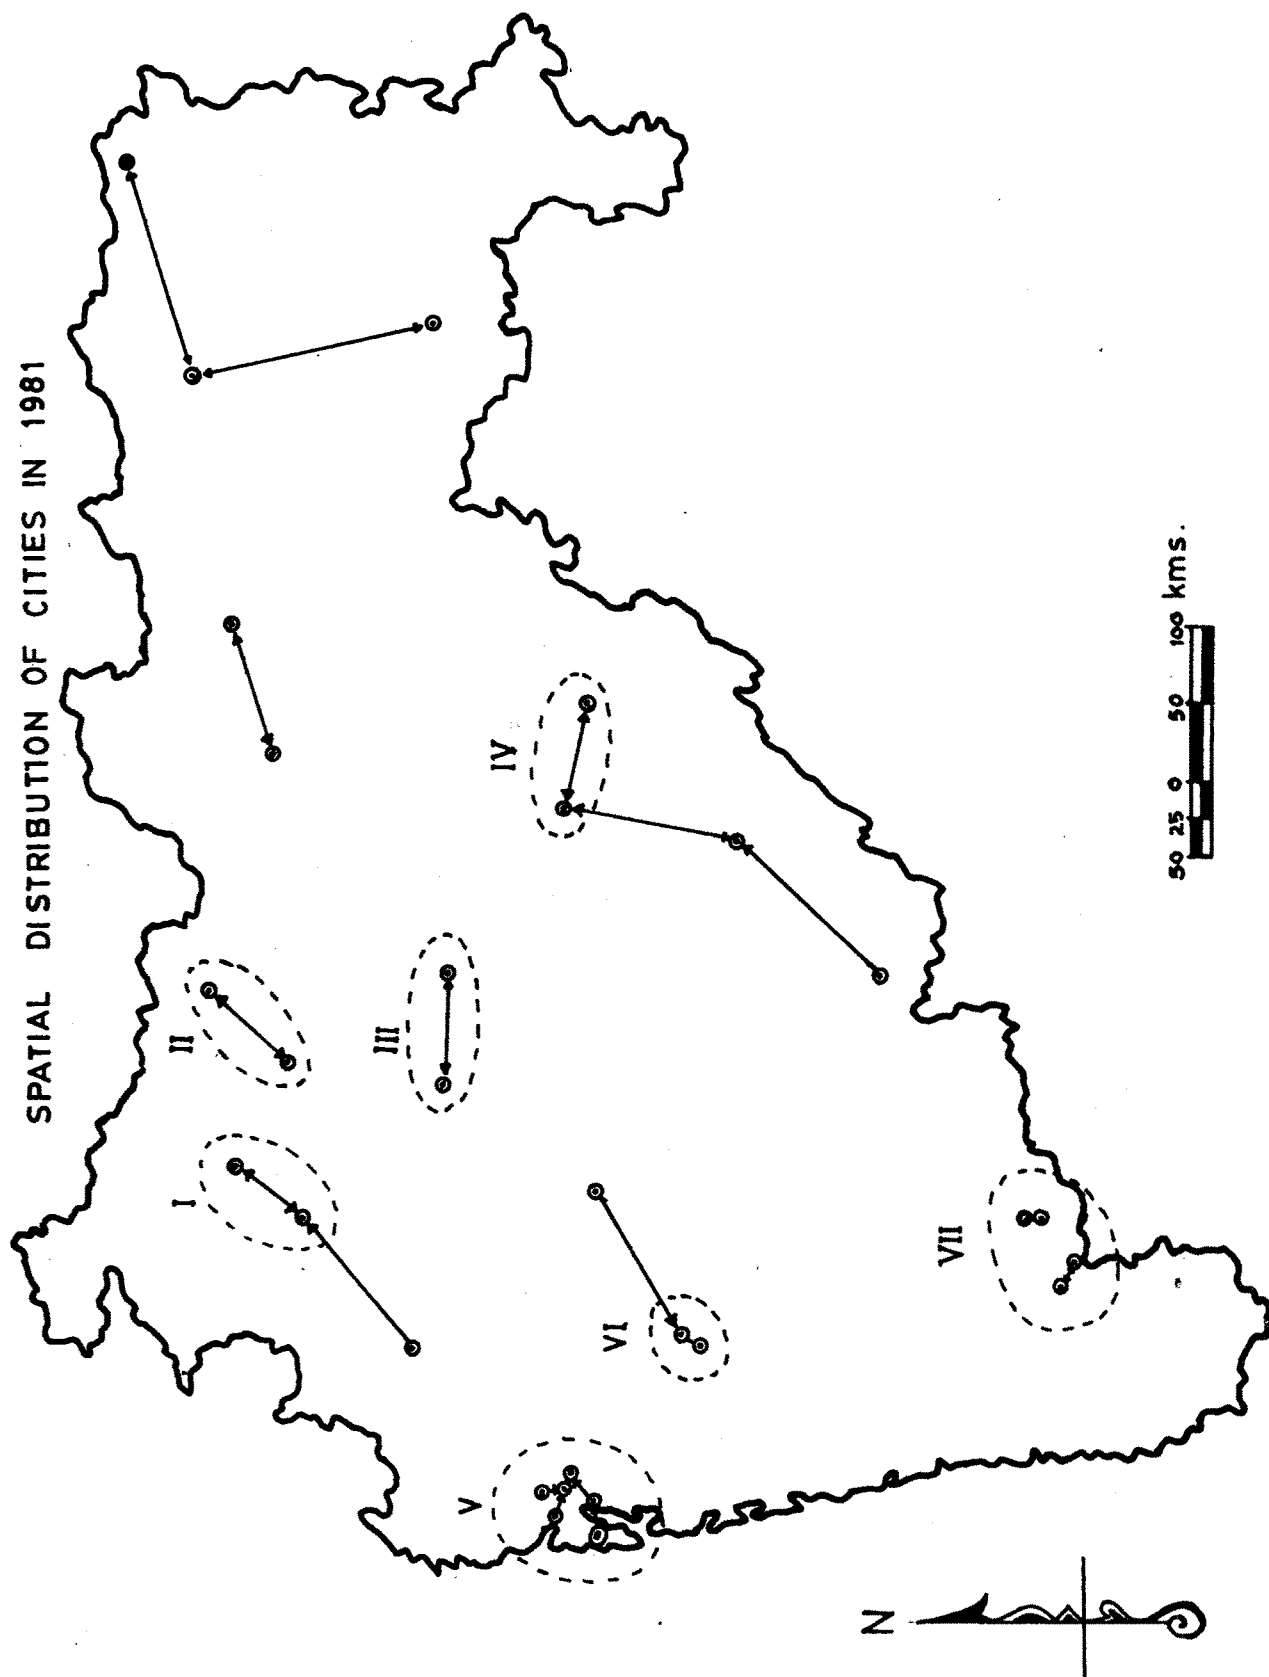 SPATIAL DISTRIBUTION OF CITIES IN 1981
I
II
III
IV
V
VI
VII
N
50 25 0 50 100 kms.